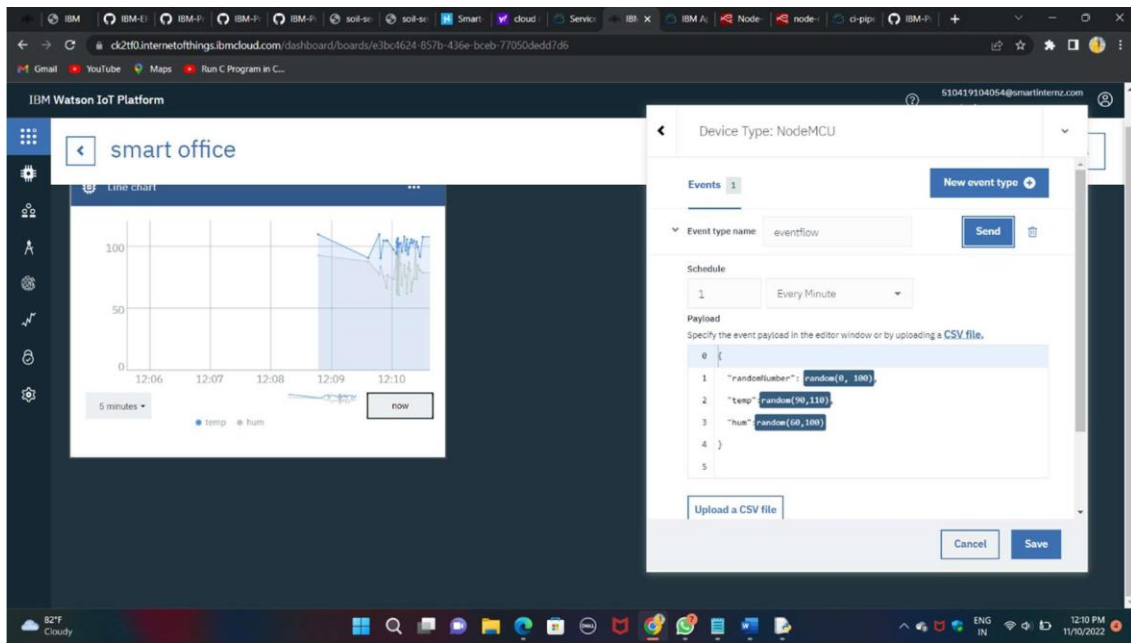 IBM
IBM-El
IBM-Pr
IBM-Pr
IBM-Pr
soil-se
soil-se
Smart
cloud
Service
IBM
IBM A
Node-
node-r
ci-pipe
IBM-Pr
ck2tf0.internetofthings.ibmcloud.com/dashboard/boards/e3bc4624-857b-436e-bceb-77050dedd7d6
Gmail YouTube Maps Run C Program in C...
IBM Watson IoT Platform
510419104054@smartinternz.com
smart office
Line chart
100
50
0
12:06 12:07 12:08 12:09 12:10
5 minutes
now
temp hum
Device Type: NodeMCU
Events 1
New event type
Event type name eventflow Send
Schedule
1 Every Minute
Payload
Specify the event payload in the editor window or by uploading a CSV file.
0 {
1 "randomNumber": random(0, 100),
2 "temp":random(90,110),
3 "hum":random(60,100)
4 }
5
Upload a CSV file
Cancel Save
82°F
Cloudy
ENG
IN
12:10 PM
11/10/2022